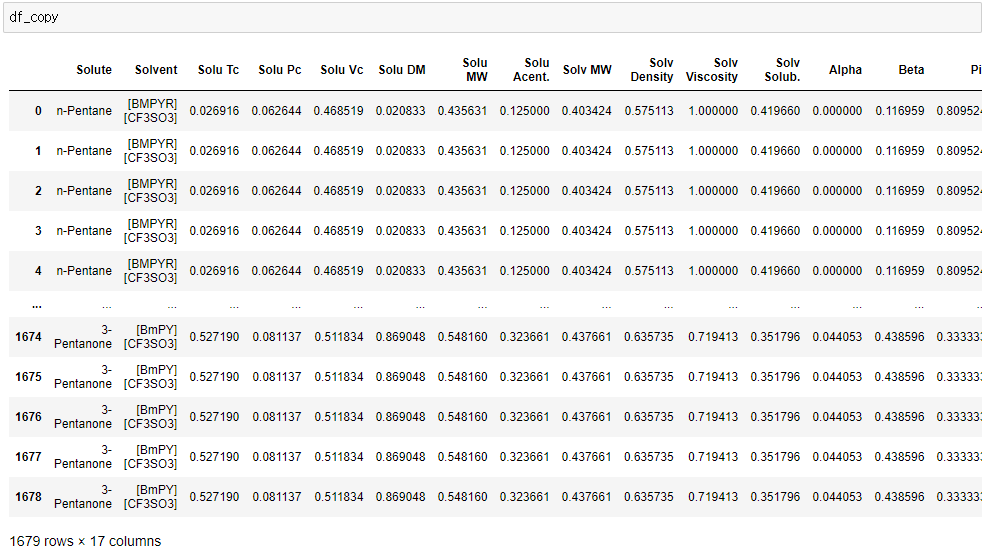 df_copy
Solute Solvent Solu Tc Solu Pc Solu Vc Solu DM Solu MW Solu Acent. Solv MW Solv Density Solv Viscosity Solv Solub. Alpha Beta Pi
0 n-Pentane [BMPYR][CF3SO3] 0.026916 0.062644 0.468519 0.020833 0.435631 0.125000 0.403424 0.575113 1.000000 0.419660 0.000000 0.116959 0.809524
1 n-Pentane [BMPYR][CF3SO3] 0.026916 0.062644 0.468519 0.020833 0.435631 0.125000 0.403424 0.575113 1.000000 0.419660 0.000000 0.116959 0.809524
2 n-Pentane [BMPYR][CF3SO3] 0.026916 0.062644 0.468519 0.020833 0.435631 0.125000 0.403424 0.575113 1.000000 0.419660 0.000000 0.116959 0.809524
3 n-Pentane [BMPYR][CF3SO3] 0.026916 0.062644 0.468519 0.020833 0.435631 0.125000 0.403424 0.575113 1.000000 0.419660 0.000000 0.116959 0.809524
4 n-Pentane [BMPYR][CF3SO3] 0.026916 0.062644 0.468519 0.020833 0.435631 0.125000 0.403424 0.575113 1.000000 0.419660 0.000000 0.116959 0.809524
... ... ... ... ... ... ... ... ... ... ... ... ... ... ... ...
1674 3-Pentanone [BmPY][CF3SO3] 0.527190 0.081137 0.511834 0.869048 0.548160 0.323661 0.437661 0.635735 0.719413 0.351796 0.044053 0.438596 0.333333
1675 3-Pentanone [BmPY][CF3SO3] 0.527190 0.081137 0.511834 0.869048 0.548160 0.323661 0.437661 0.635735 0.719413 0.351796 0.044053 0.438596 0.333333
1676 3-Pentanone [BmPY][CF3SO3] 0.527190 0.081137 0.511834 0.869048 0.548160 0.323661 0.437661 0.635735 0.719413 0.351796 0.044053 0.438596 0.333333
1677 3-Pentanone [BmPY][CF3SO3] 0.527190 0.081137 0.511834 0.869048 0.548160 0.323661 0.437661 0.635735 0.719413 0.351796 0.044053 0.438596 0.333333
1678 3-Pentanone [BmPY][CF3SO3] 0.527190 0.081137 0.511834 0.869048 0.548160 0.323661 0.437661 0.635735 0.719413 0.351796 0.044053 0.438596 0.333333
1679 rows × 17 columns